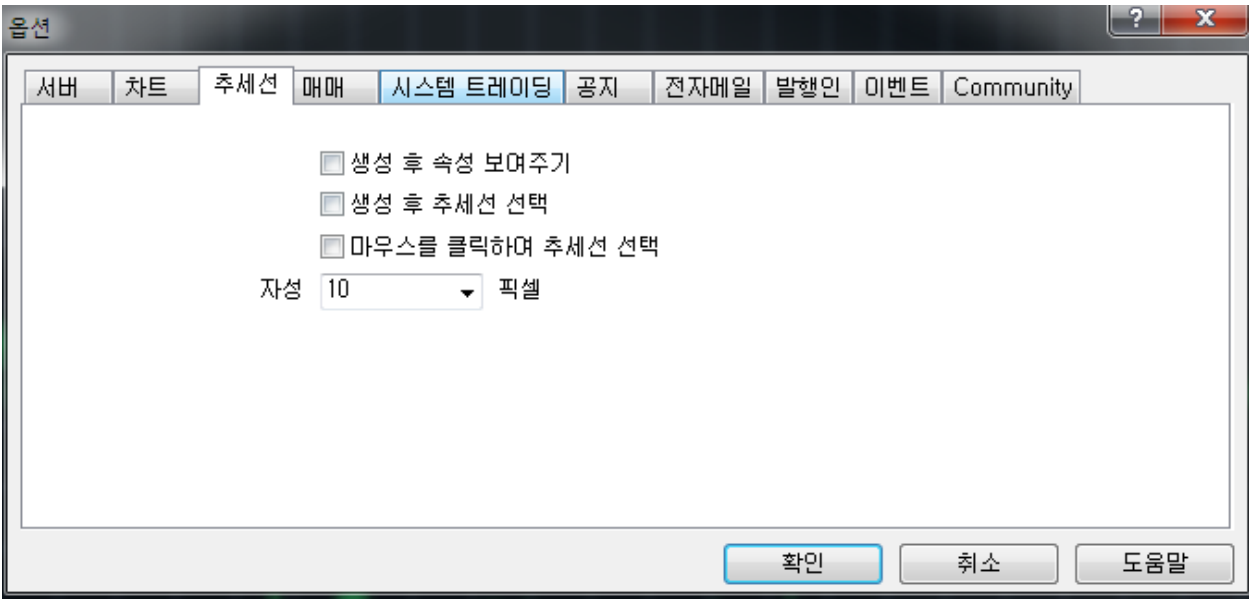 옵션
서버 차트 추세선 매매 시스템 트레이딩 공지 전자메일 발행인 이벤트 Community
생성 후 속성 보여주기
생성 후 추세선 선택
마우스를 클릭하여 추세선 선택
자성 10 픽셀
확인 취소 도움말